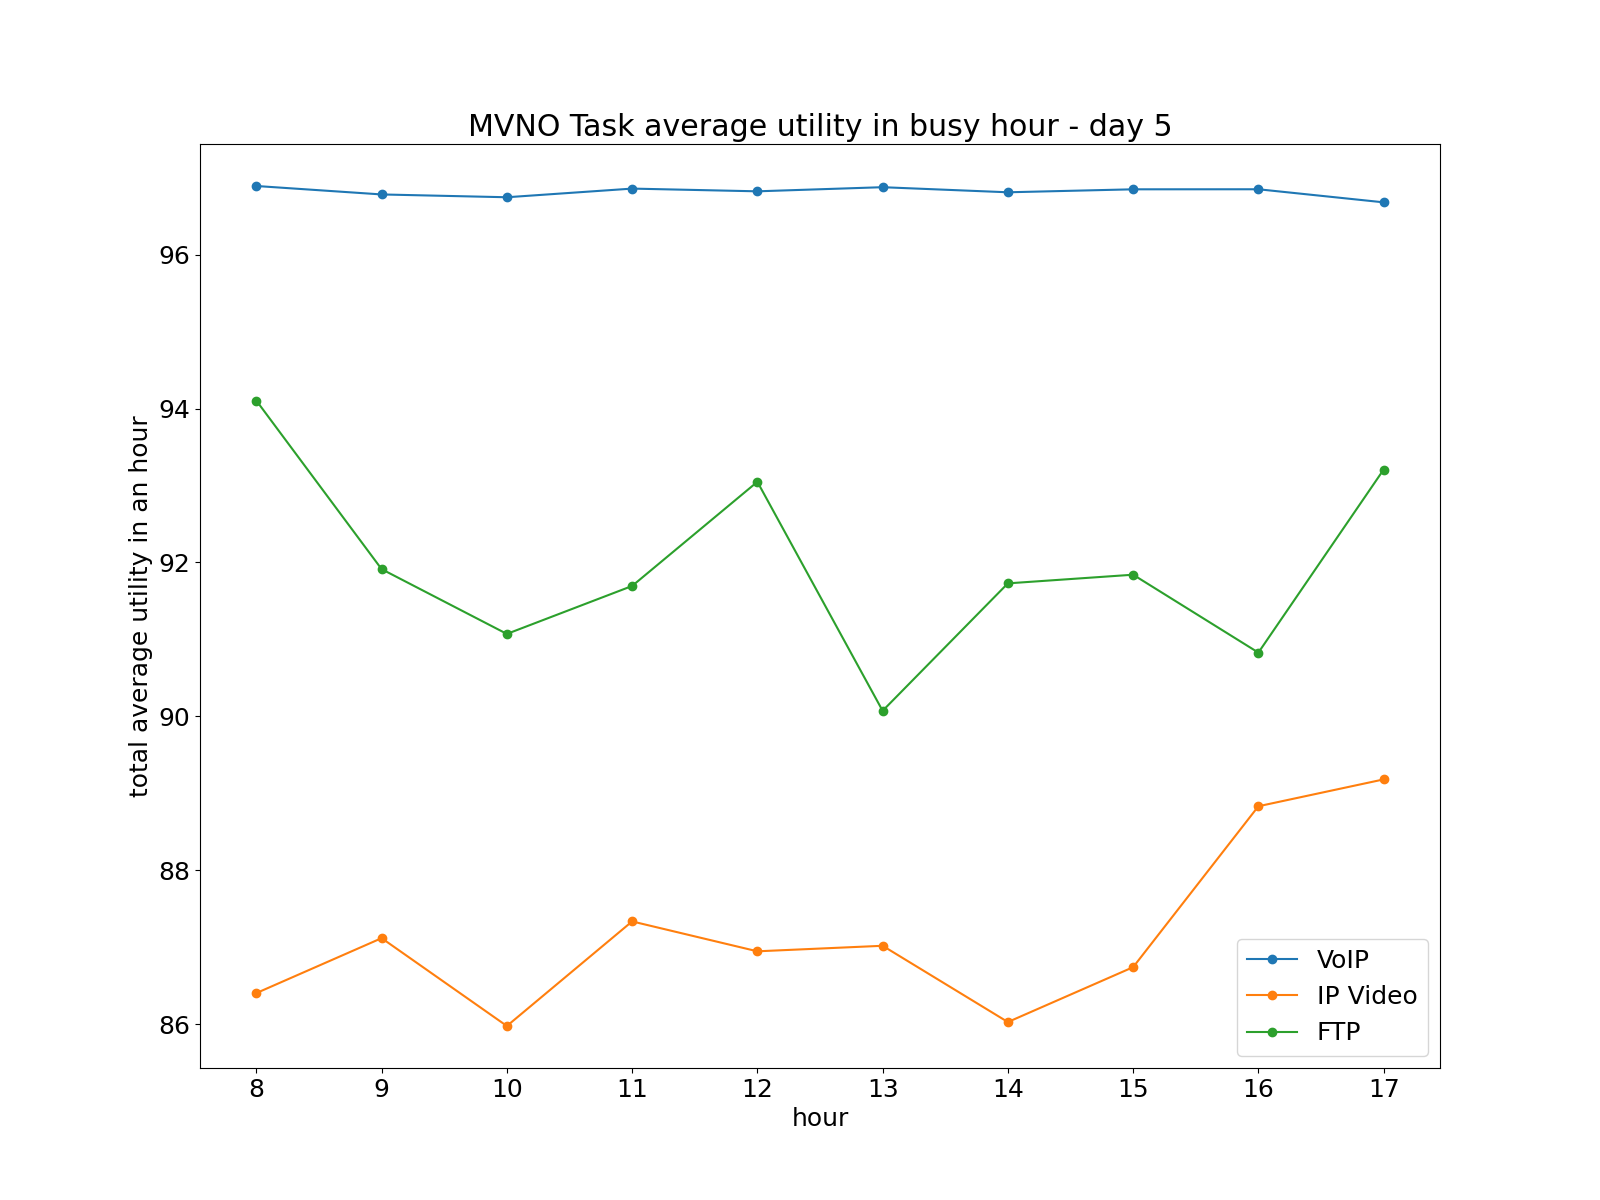 MVNO Task average utility in busy hour - day 5
total average utility in an hour
96
94
92
90
88
86
8 9 10 11 12 13 14 15 16 17
hour
VoIP
IP Video
FTP